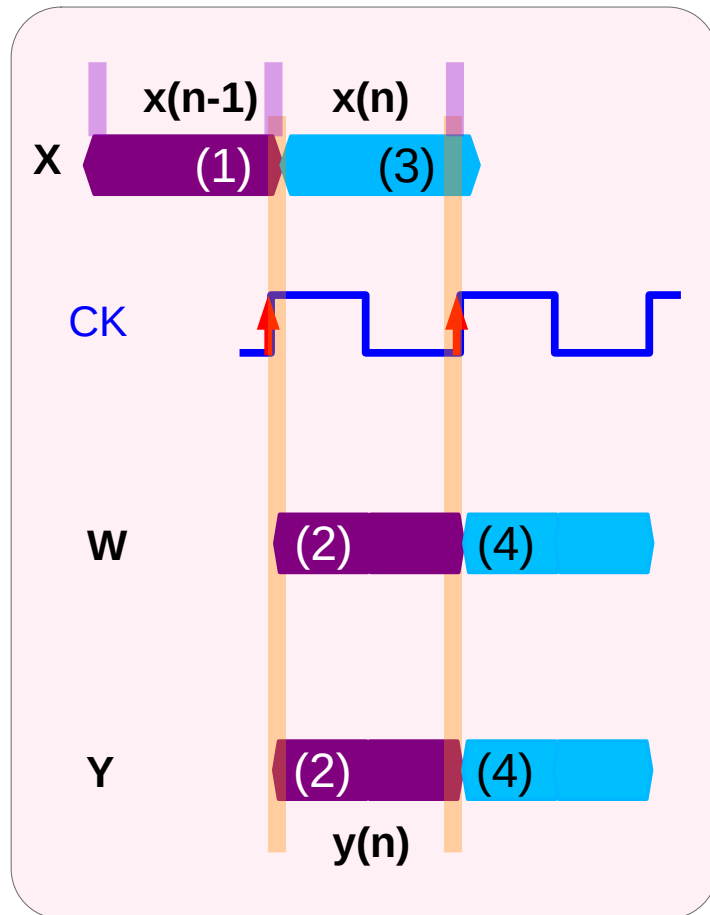 x(n-1) x(n)
X (1) (3)
CK
W (2) (4)
Y (2) (4)
y(n)